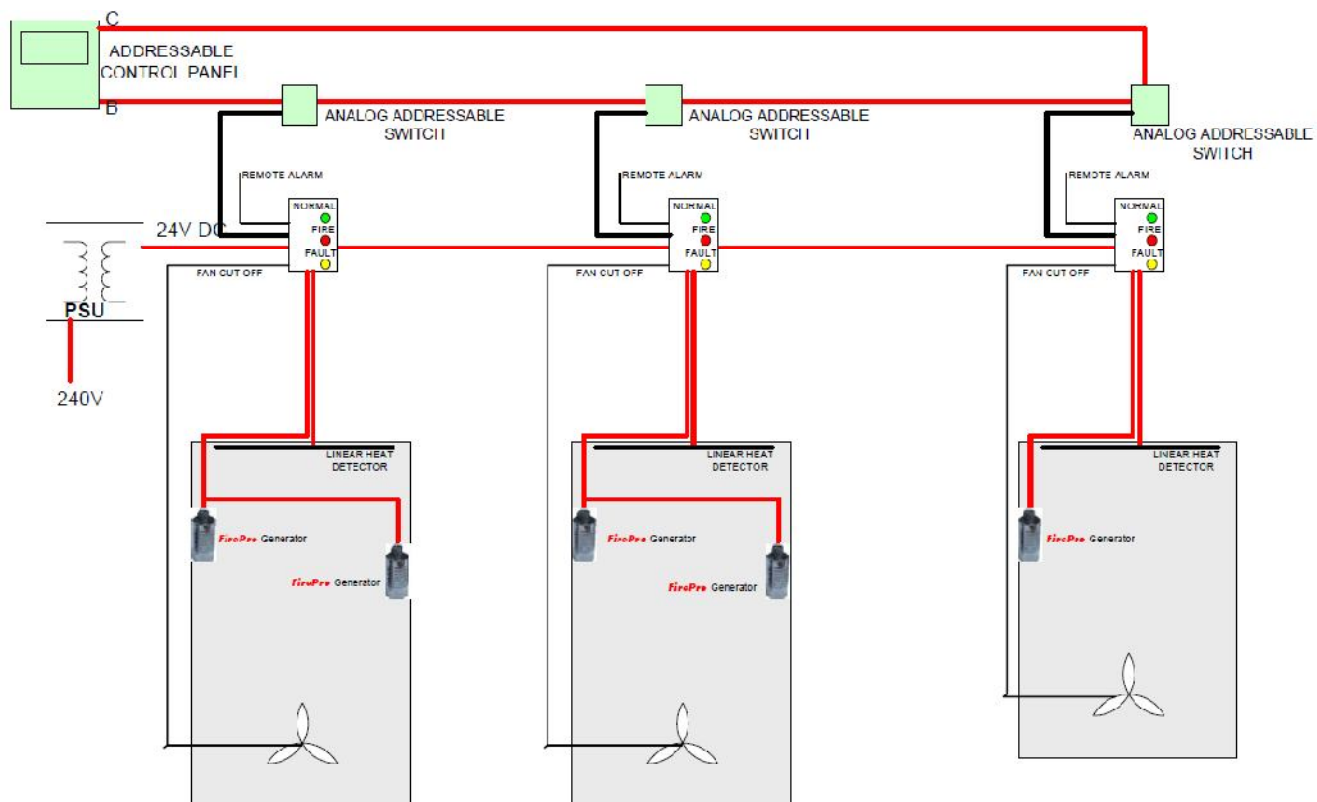 C
ADDRESSABLE
CONTROL PANEL
B
ANALOG ADDRESSABLE
SWITCH
ANALOG ADDRESSABLE
SWITCH
ANALOG ADDRESSABLE
SWITCH
REMOTE ALARM
REMOTE ALARM
REMOTE ALARM
NORMAL
FIRE
FAULT
NORMAL
FIRE
FAULT
NORMAL
FIRE
FAULT
24V DC
FAN CUT OFF
FAN CUT OFF
FAN CUT OFF
PSU
240V
LINEAR HEAT
DETECTOR
LINEAR HEAT
DETECTOR
LINEAR HEAT
DETECTOR
FirePro Generator
FirePro Generator
FirePro Generator
FirePro Generator
FirePro Generator